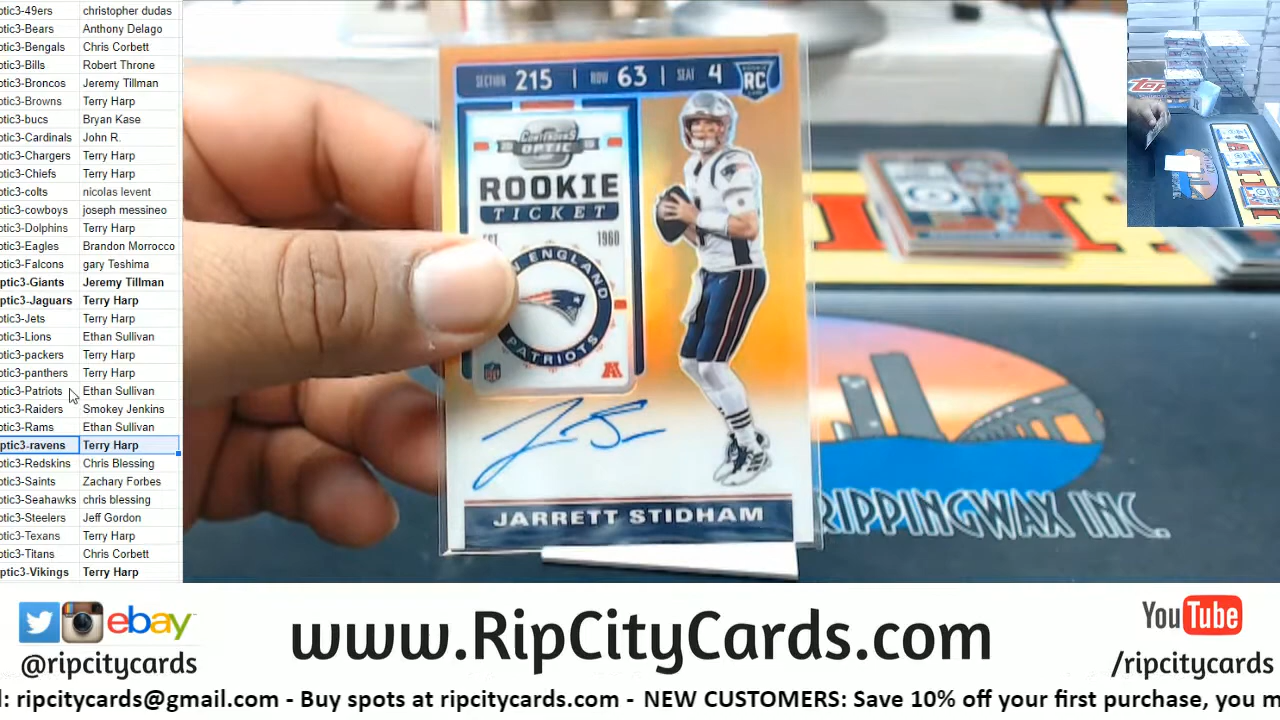 ptic3-49ers christopher dudas
ptic3-Bears Anthony Delago
ptic3-Bengals Chris Corbett
ptic3-Bills Robert Throne
ptic3-Broncos Jeremy Tillman
ptic3-Browns Terry Harp
ptic3-bucs Bryan Kase
ptic3-Cardinals John R.
ptic3-Chargers Terry Harp
ptic3-Chiefs Terry Harp
ptic3-colts nicolas levent
ptic3-cowboys joseph messineo
ptic3-Dolphins Terry Harp
ptic3-Eagles Brandon Morrocco
ptic3-Falcons gary Teshima
ptic3-Giants Jeremy Tillman
ptic3-Jaguars Terry Harp
ptic3-Jets Terry Harp
ptic3-Lions Ethan Sullivan
ptic3-packers Terry Harp
ptic3-panthers Terry Harp
ptic3-Patriots Ethan Sullivan
ptic3-Raiders Smokey Jenkins
ptic3-Rams Ethan Sullivan
ptic3-ravens Terry Harp
ptic3-Redskins Chris Blessing
ptic3-Saints Zachary Forbes
ptic3-Seahawks chris blessing
ptic3-Steelers Jeff Gordon
ptic3-Texans Terry Harp
ptic3-Titans Chris Corbett
ptic3-Vikings Terry Harp
SECTION 215 | ROW 63 | SEAT 4
RC
CONTENDERS
OPTIC
ROOKIE
TICKET
1960
ENGLAND
PATRIOTS
NFL
JARRETT STIDHAM
RIPPINGWAX INC.
ebay
@ripcitycards
www.RipCityCards.com
YouTube
/ripcitycards
l: ripcitycards@gmail.com - Buy spots at ripcitycards.com - NEW CUSTOMERS: Save 10% off your first purchase, you m